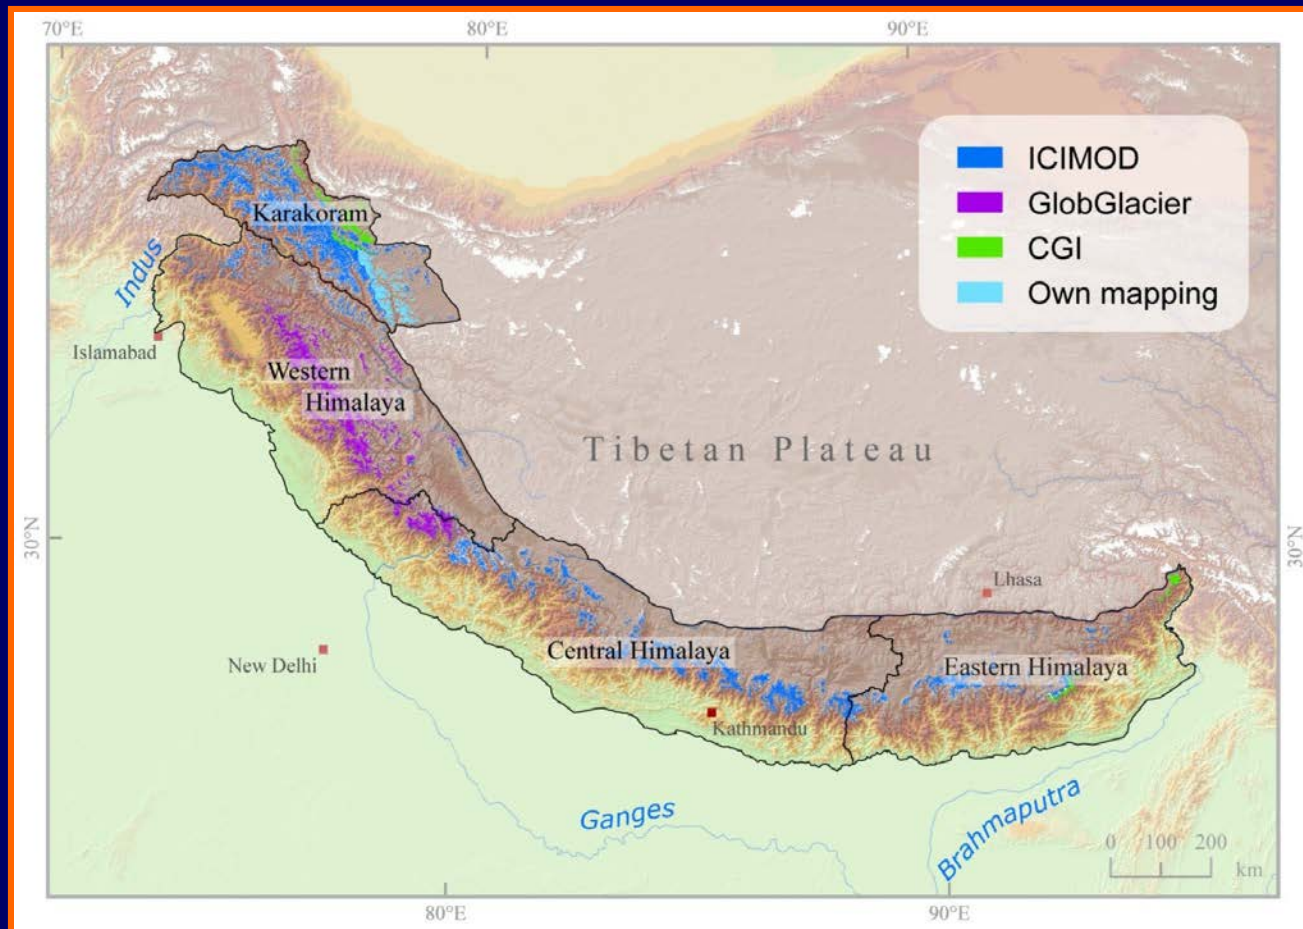 70°E
80°E
90°E
ICIMOD
GlobGlacier
CGI
Own mapping
Karakoram
Indus
Islamabad
Western
Himalaya
Tibetan Plateau
30°N
30°N
Lhasa
New Delhi
Central Himalaya
Eastern Himalaya
Kathmandu
Ganges
Brahmaputra
0 100 200
km
80°E
90°E